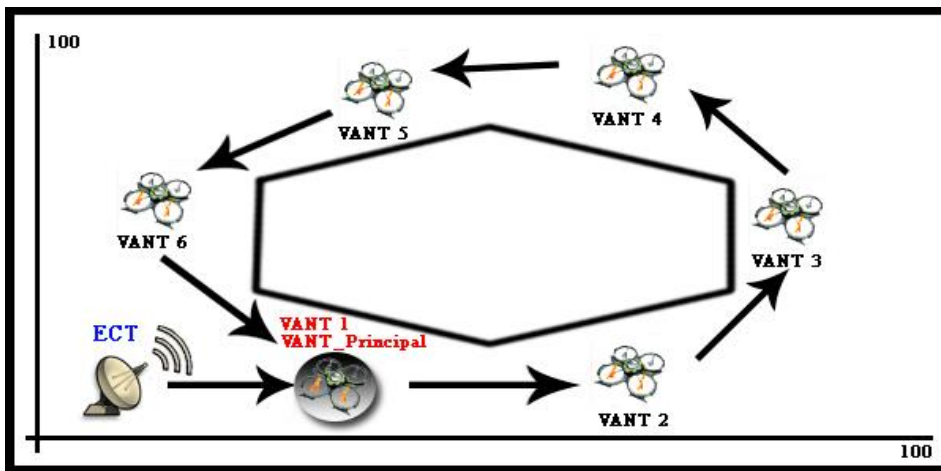 100
VANT 5
VANT 4
VANT 6
VANT 3
ECT
VANT 1
VANT_Principal
VANT 2
100